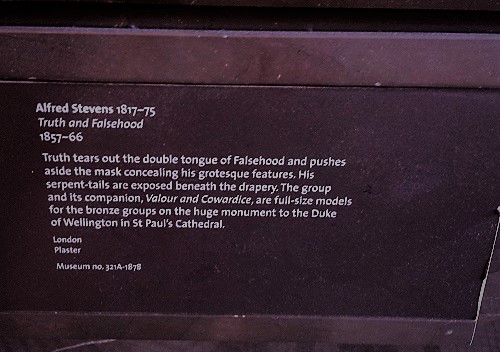 Alfred Stevens 1817–75
Truth and Falsehood
1857–66
Truth tears out the double tongue of Falsehood and pushes
aside the mask concealing his grotesque features. His
serpent-tails are exposed beneath the drapery. The group
and its companion, Valour and Cowardice, are full-size models
for the bronze groups on the huge monument to the Duke
of Wellington in St Paul's Cathedral.
London
Plaster
Museum no. 321A-1878